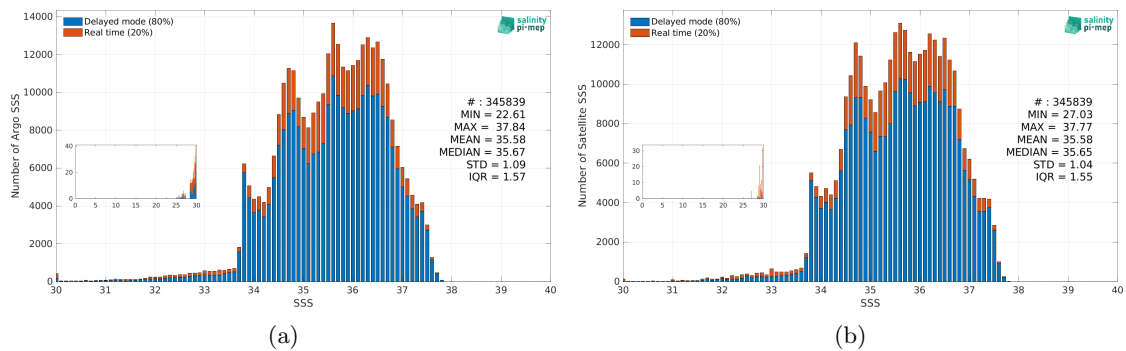 Delayed mode (80%)
Real time (20%)
salinity
pi-mep
Number of Argo SSS
14000
12000
10000
8000
6000
4000
2000
0
# : 345839
MIN = 22.61
MAX = 37.84
MEAN = 35.58
MEDIAN = 35.67
STD = 1.09
IQR = 1.57
40
20
0
0 5 10 15 20 25 30
30 31 32 33 34 35 36 37 38 39 40
SSS
(a)
Delayed mode (80%)
Real time (20%)
salinity
pi-mep
Number of Satellite SSS
12000
10000
8000
6000
4000
2000
0
# : 345839
MIN = 27.03
MAX = 37.77
MEAN = 35.58
MEDIAN = 35.65
STD = 1.04
IQR = 1.55
30
20
10
0
0 5 10 15 20 25 30
30 31 32 33 34 35 36 37 38 39 40
SSS
(b)